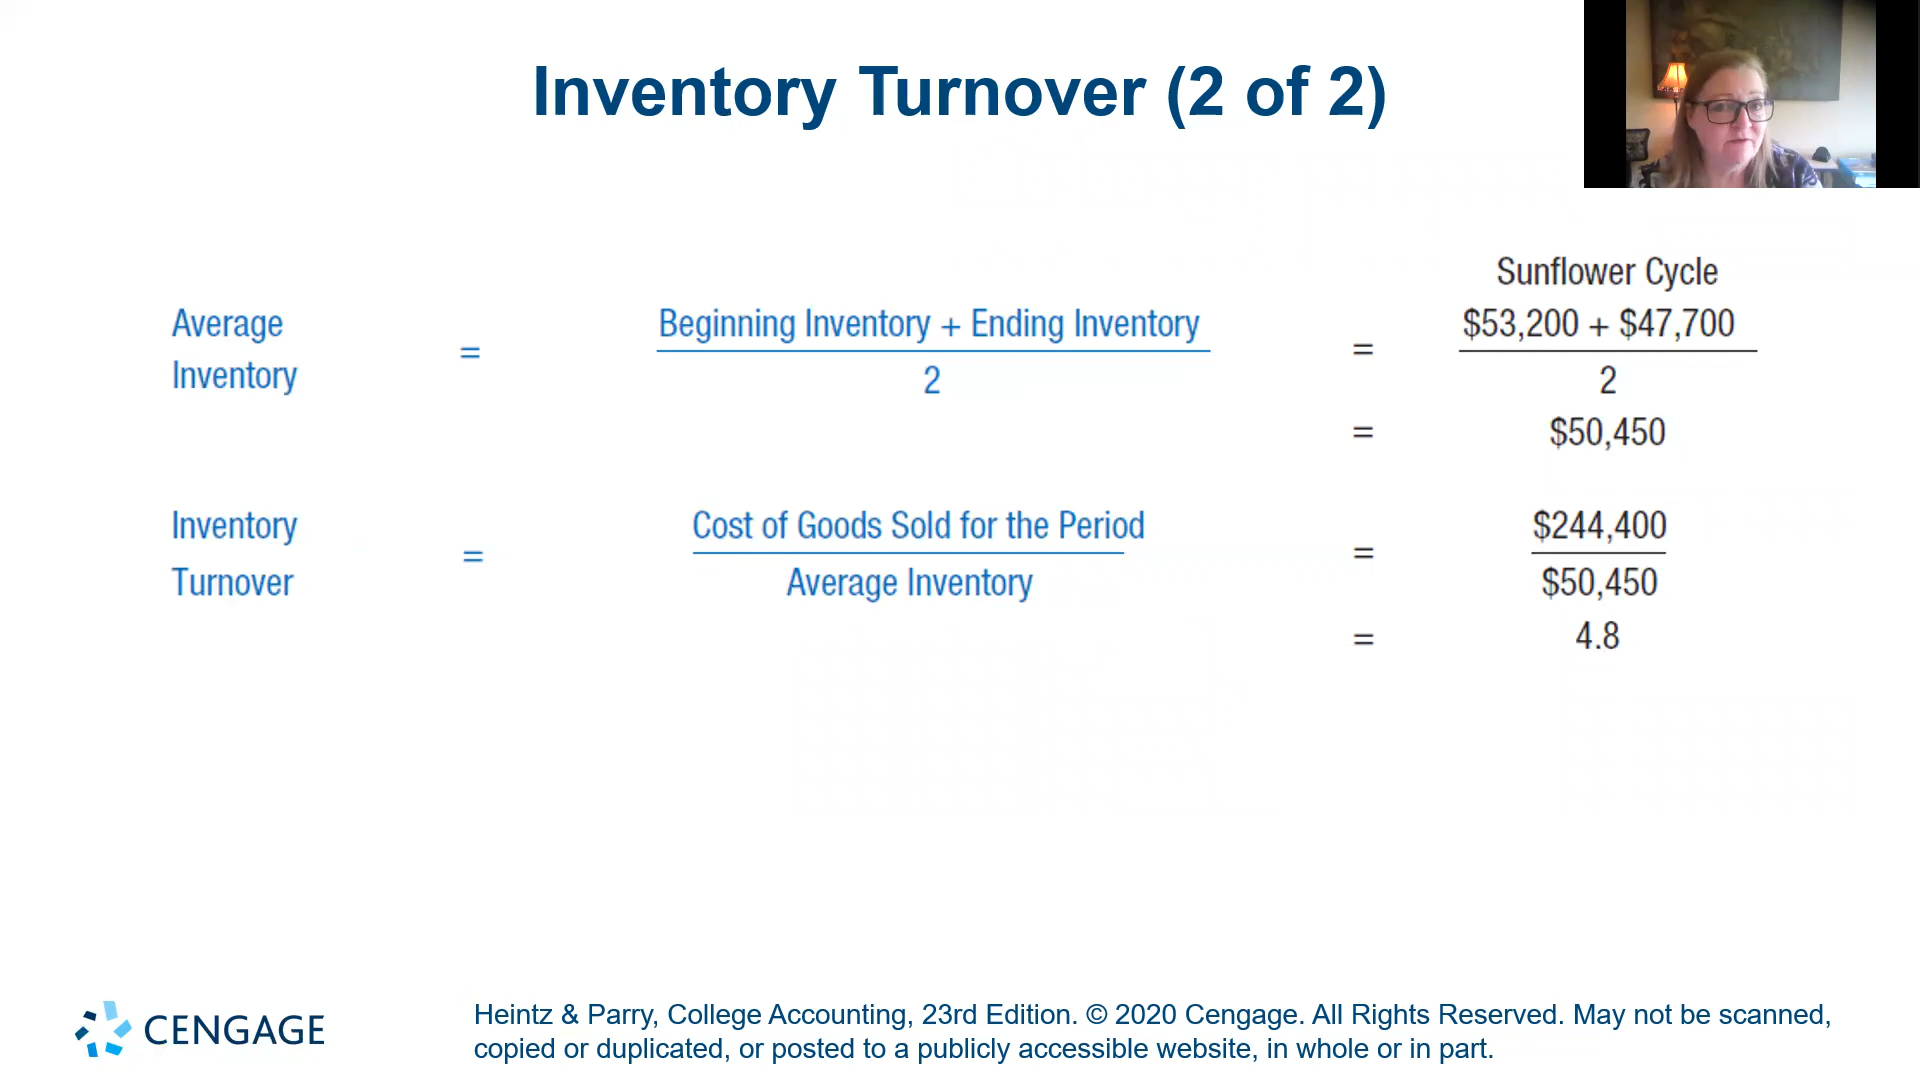 Inventory Turnover (2 of 2)
Sunflower Cycle
Average
Inventory
=
Beginning Inventory + Ending Inventory
2
=
$53,200 + $47,700
2
=
$50,450
Inventory
Turnover
=
Cost of Goods Sold for the Period
Average Inventory
=
$244,400
$50,450
=
4.8
CENGAGE
Heintz & Parry, College Accounting, 23rd Edition. © 2020 Cengage. All Rights Reserved. May not be scanned,
copied or duplicated, or posted to a publicly accessible website, in whole or in part.